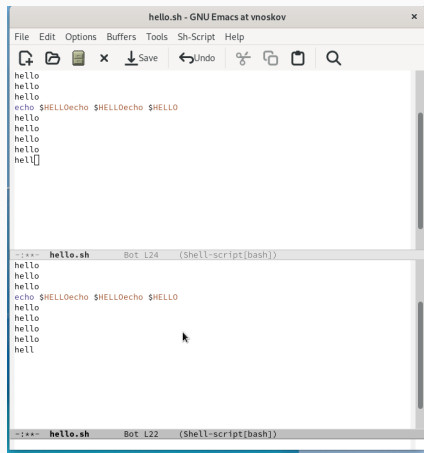 hello.sh - GNU Emacs at vnoskov ×
File Edit Options Buffers Tools Sh-Script Help
Save Undo
hello
hello
hello
echo $HELLOecho $HELLOecho $HELLO
hello
hello
hello
hello
hell
-:**- hello.sh Bot L24 (Shell-script[bash])
hello
hello
hello
echo $HELLOecho $HELLOecho $HELLO
hello
hello
hello
hello
hell
-:**- hello.sh Bot L22 (Shell-script[bash])